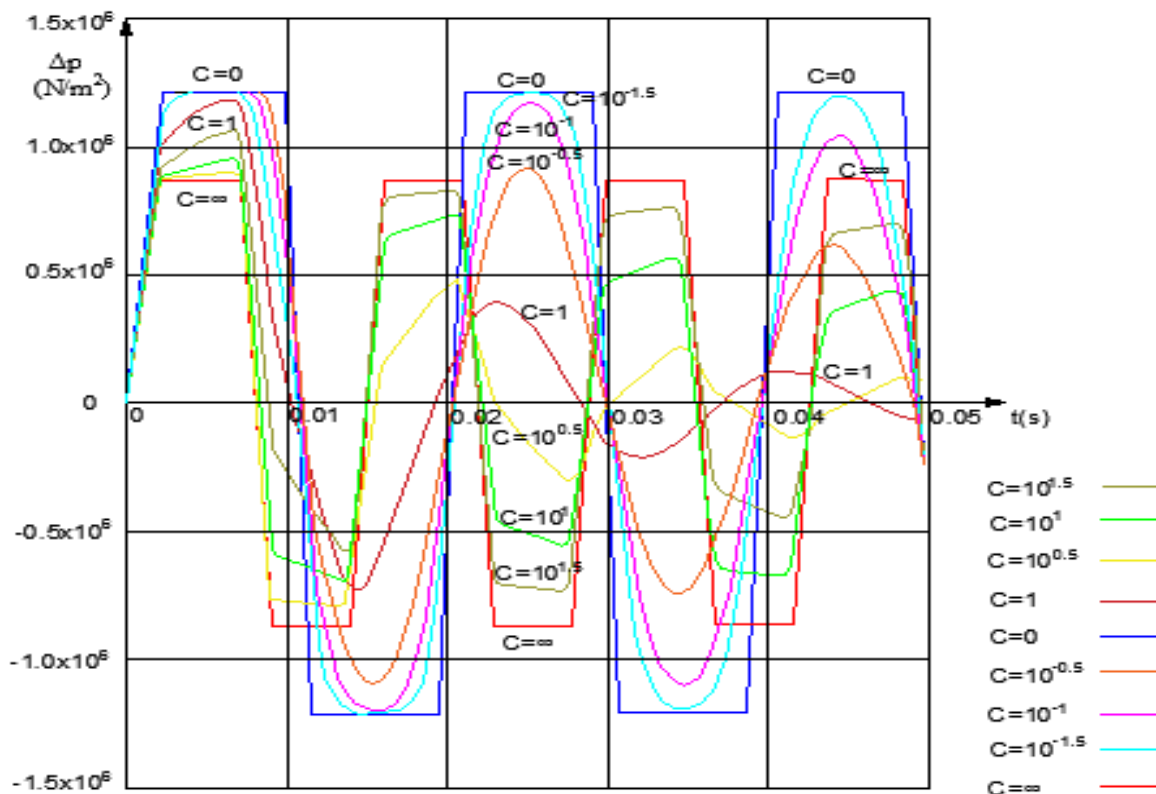 1.5x10⁶
Δp
(N/m²)
C=0
C=0
C=0
C=10⁻¹·⁵
C=1
C=10⁻¹
1.0x10⁶
C=10⁻⁰·⁵
C=∞
C=∞
0.5x10⁶
C=1
C=1
0
0
0.01
0.02
0.03
0.04
0.05
t(s)
C=10⁰·⁵
C=10¹
-0.5x10⁶
C=10¹·⁵
C=∞
-1.0x10⁶
-1.5x10⁶
C=10¹·⁵
C=10¹
C=10⁰·⁵
C=1
C=0
C=10⁻⁰·⁵
C=10⁻¹
C=10⁻¹·⁵
C=∞